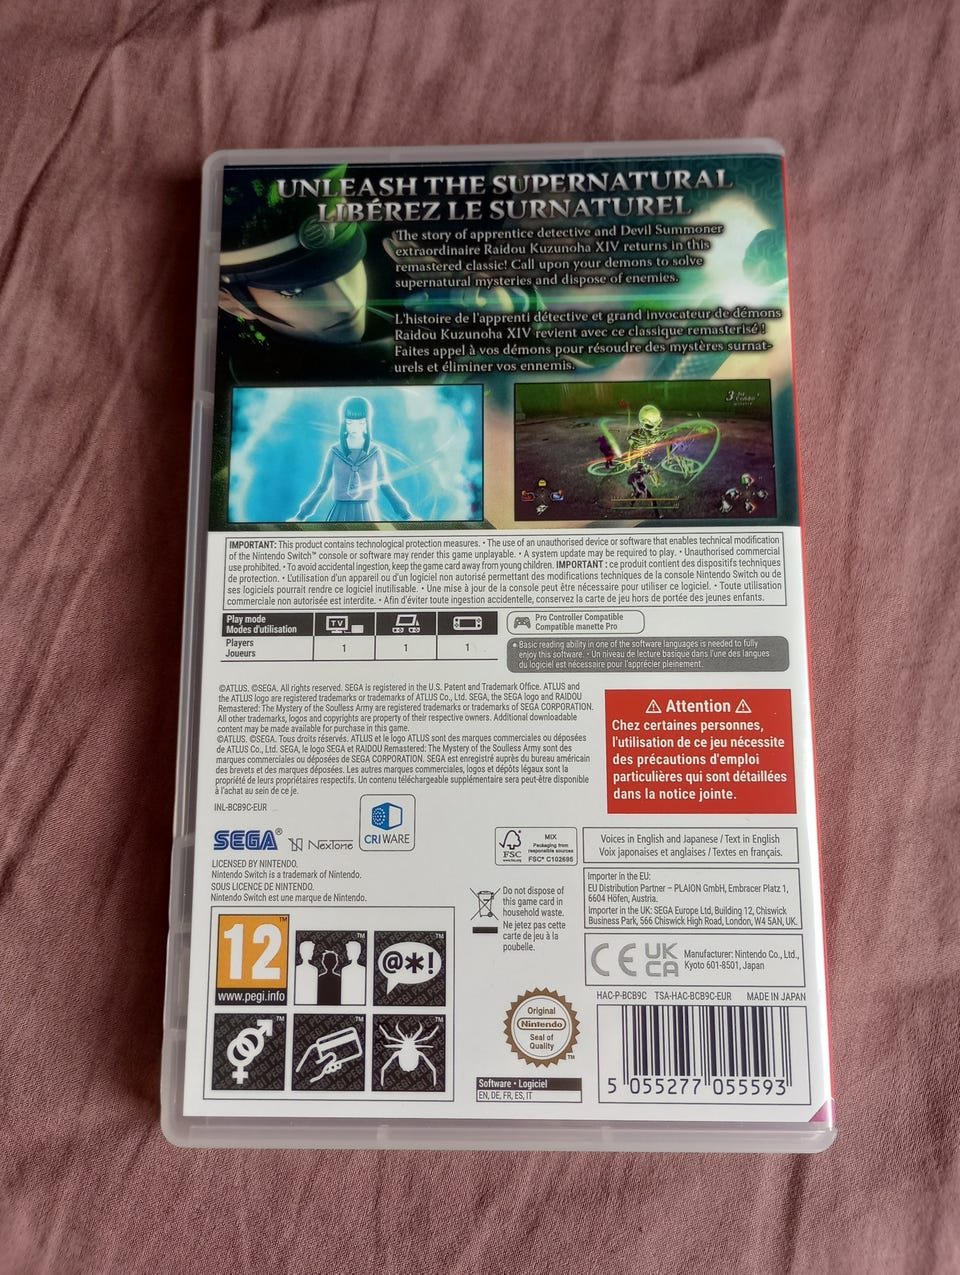 UNLEASH THE SUPERNATURAL
LIBÉREZ LE SURNATUREL
The story of apprentice detective and Devil Summoner
extraordinaire Raidou Kuzunoha XIV returns in this
remastered classic! Call upon your demons to solve
supernatural mysteries and dispose of enemies.
L'histoire de l'apprenti détective et grand invocateur de démons
Raidou Kuzunoha XIV revient avec ce classique remasterisé !
Faites appel à vos démons pour résoudre des mystères surnat-
urels et éliminer vos ennemis.
IMPORTANT: This product contains technological protection measures. • The use of an unauthorised device or software that enables technical modification
of the Nintendo Switch™ console or software may render this game unplayable. • A system update may be required to play. • Unauthorised commercial
use prohibited. • To avoid accidental ingestion, keep the game card away from young children. IMPORTANT : ce produit contient des dispositifs techniques
de protection. • L'utilisation d'un appareil ou d'un logiciel non autorisé permettant des modifications techniques de la console Nintendo Switch ou de
ses logiciels pourrait rendre ce logiciel inutilisable. • Une mise à jour de la console peut être nécessaire pour utiliser ce logiciel. • Toute utilisation
commerciale non autorisée est interdite. • Afin d'éviter toute ingestion accidentelle, conservez la carte de jeu hors de portée des jeunes enfants.
Play mode
Modes d'utilisation
TV
Players
Joueurs
1
1
1
Pro Controller Compatible
Compatible manette Pro
• Basic reading ability in one of the software languages is needed to fully
enjoy this software. • Un niveau de lecture basique dans l'une des langues
du logiciel est nécessaire pour l'apprécier pleinement.
©ATLUS. ©SEGA. All rights reserved. SEGA is registered in the U.S. Patent and Trademark Office. ATLUS and
the ATLUS logo are registered trademarks or trademarks of ATLUS Co., Ltd. SEGA, the SEGA logo and RAIDOU
Remastered: The Mystery of the Soulless Army are registered trademarks or trademarks of SEGA CORPORATION.
All other trademarks, logos and copyrights are property of their respective owners. Additional downloadable
content may be made available for purchase in this game.
©ATLUS. ©SEGA. Tous droits réservés. ATLUS et le logo ATLUS sont des marques commerciales ou déposées
de ATLUS Co., Ltd. SEGA, le logo SEGA et RAIDOU Remastered: The Mystery of the Soulless Army sont des
marques commerciales ou déposées de SEGA CORPORATION. SEGA est enregistré auprès du bureau américain
des brevets et des marques déposées. Les autres marques commerciales, logos et dépôts légaux sont la
propriété de leurs propriétaires respectifs. Un contenu téléchargeable supplémentaire sera peut-être disponible
à l'achat au sein de ce je.
INL-BCB9C-EUR
⚠ Attention ⚠
Chez certaines personnes,
l'utilisation de ce jeu nécessite
des précautions d'emploi
particulières qui sont détaillées
dans la notice jointe.
SEGA®
NexTone
CRIWARE
LICENSED BY NINTENDO.
Nintendo Switch is a trademark of Nintendo.
SOUS LICENCE DE NINTENDO.
Nintendo Switch est une marque de Nintendo.
FSC
www.fsc.org
MIX
Packaging from
responsible sources
FSC® C102695
Voices in English and Japanese / Text in English
Voix japonaises et anglaises / Textes en français.
Do not dispose of
this game card in
household waste.
Ne jetez pas cette
carte de jeu à la
poubelle.
Importer in the EU:
EU Distribution Partner – PLAION GmbH, Embracer Platz 1,
6604 Höfen, Austria.
Importer in the UK: SEGA Europe Ltd, Building 12, Chiswick
Business Park, 566 Chiswick High Road, London, W4 5AN, UK.
CE UK CA
Manufacturer: Nintendo Co., Ltd.,
Kyoto 601-8501, Japan
HAC-P-BCB9C TSA-HAC-BCB9C-EUR MADE IN JAPAN
12
www.pegi.info
@*!
Original
Nintendo
Seal of
Quality
Software • Logiciel
EN, DE, FR, ES, IT
5 055277 055593